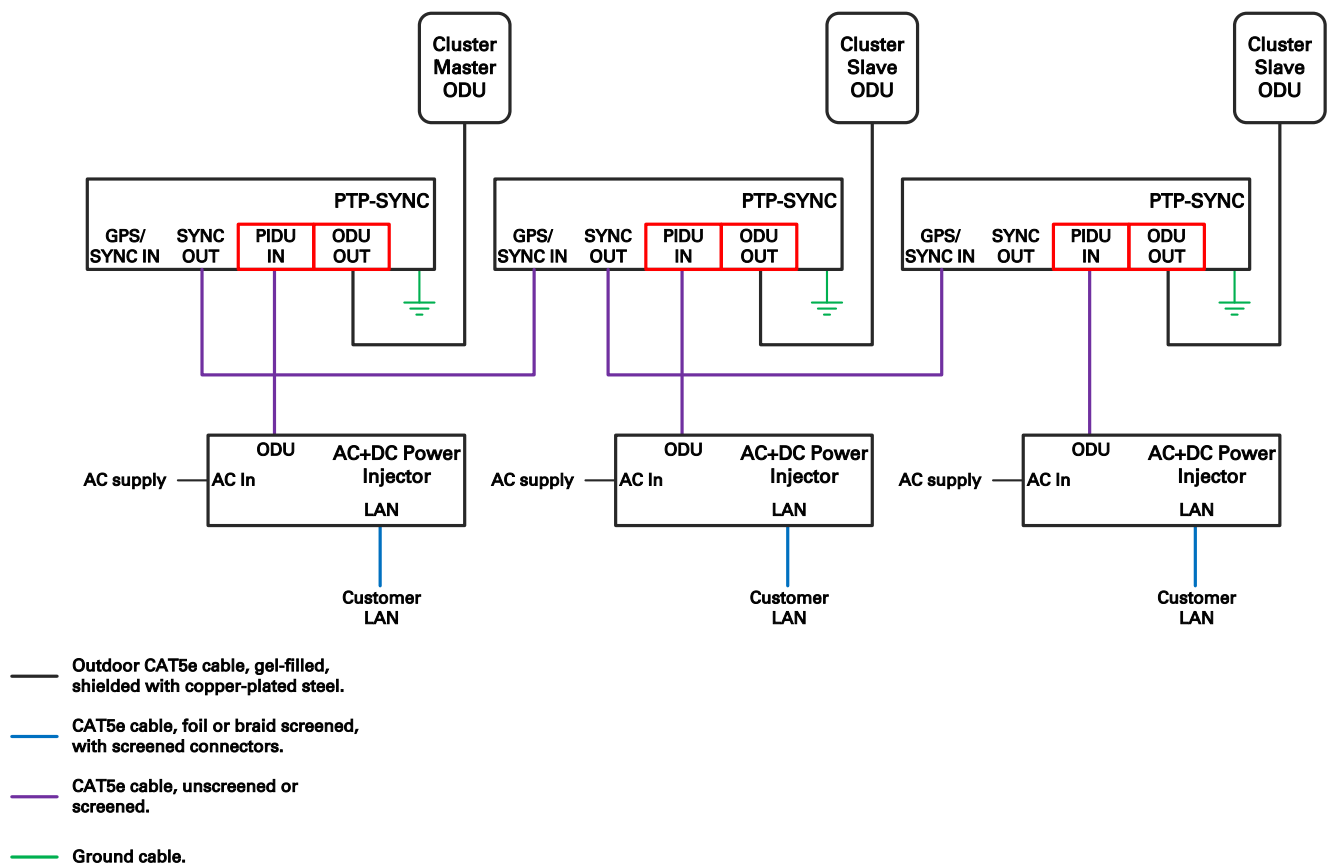 Cluster
Master
ODU
Cluster
Slave
ODU
Cluster
Slave
ODU
PTP-SYNC
GPS/
SYNC IN
SYNC
OUT
PIDU
IN
ODU
OUT
PTP-SYNC
GPS/
SYNC IN
SYNC
OUT
PIDU
IN
ODU
OUT
PTP-SYNC
GPS/
SYNC IN
SYNC
OUT
PIDU
IN
ODU
OUT
ODU
AC+DC Power
Injector
AC supply
AC In
LAN
Customer
LAN
ODU
AC+DC Power
Injector
AC supply
AC In
LAN
Customer
LAN
ODU
AC+DC Power
Injector
AC supply
AC In
LAN
Customer
LAN
Outdoor CAT5e cable, gel-filled,
shielded with copper-plated steel.
CAT5e cable, foil or braid screened,
with screened connectors.
CAT5e cable, unscreened or
screened.
Ground cable.